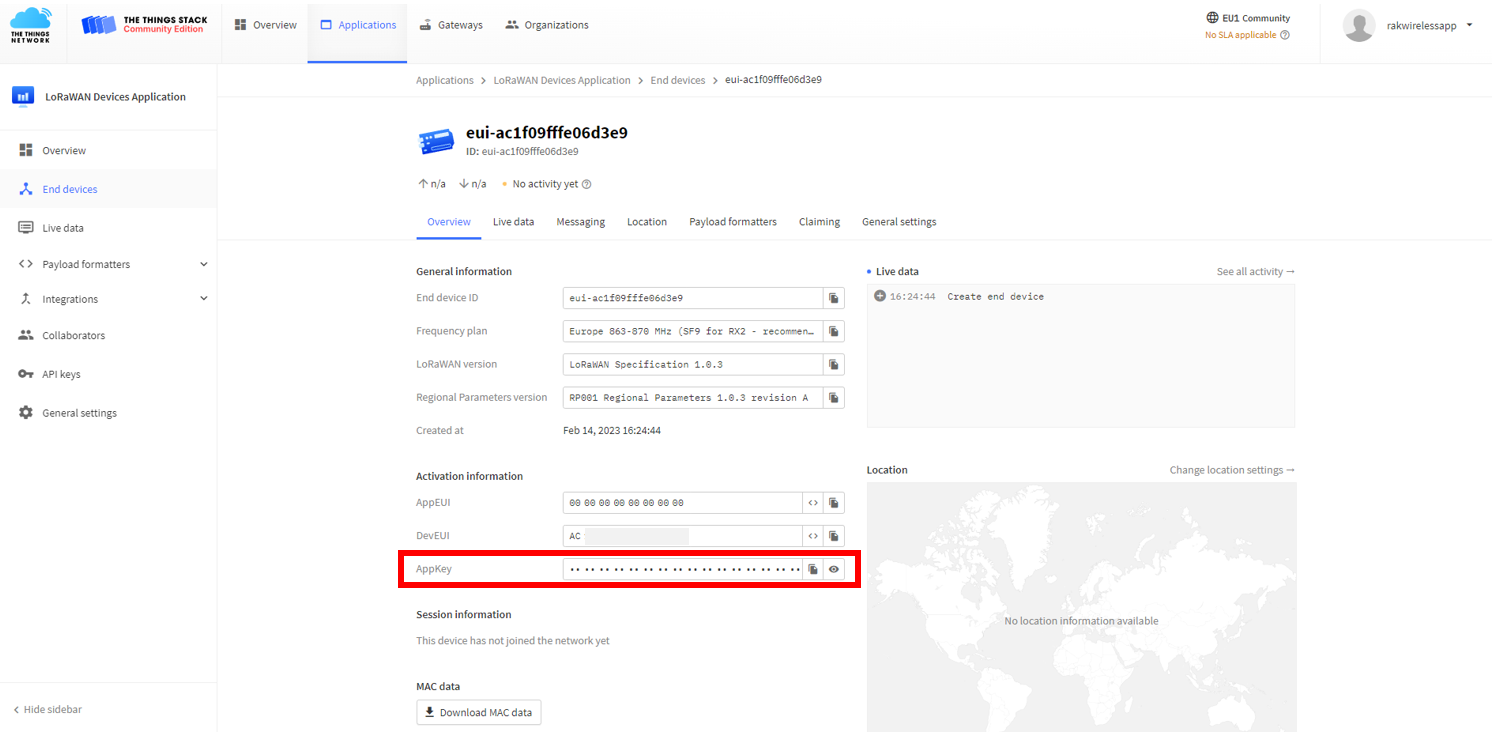 THE THINGS NETWORK
THE THINGS STACK
Community Edition
Overview
Applications
Gateways
Organizations
EU1 Community
No SLA applicable
rakwirelessapp
LoRaWAN Devices Application
Overview
End devices
Live data
Payload formatters
Integrations
Collaborators
API keys
General settings
Hide sidebar
Applications > LoRaWAN Devices Application > End devices > eui-ac1f09fffe06d3e9
eui-ac1f09fffe06d3e9
ID: eui-ac1f09fffe06d3e9
↑ n/a ↓ n/a • No activity yet
Overview Live data Messaging Location Payload formatters Claiming General settings
General information
End device ID eui-ac1f09fffe06d3e9
Frequency plan Europe 863-870 MHz (SF9 for RX2 - recommen…
LoRaWAN version LoRaWAN Specification 1.0.3
Regional Parameters version RP001 Regional Parameters 1.0.3 revision A
Created at Feb 14, 2023 16:24:44
Activation information
AppEUI 00 00 00 00 00 00 00 00
DevEUI AC
AppKey •• •• •• •• •• •• •• •• •• •• •• •• •• •• •• ••
Session information
This device has not joined the network yet
MAC data
Download MAC data
Live data See all activity →
16:24:44 Create end device
Location Change location settings →
No location information available